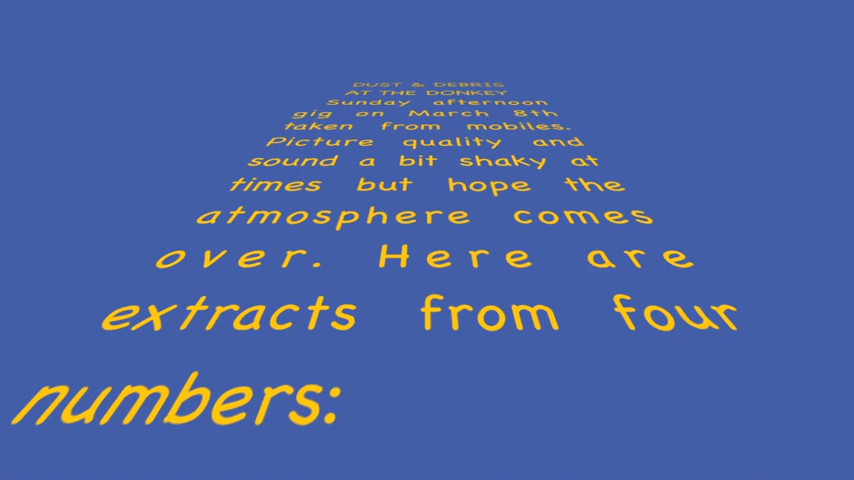 DUST & DEBRIS
AT THE DONKEY
Sunday afternoon
gig on March 8th
taken from mobiles.
Picture quality and
sound a bit shaky at
times but hope the
atmosphere comes
over. Here are
extracts from four
numbers: